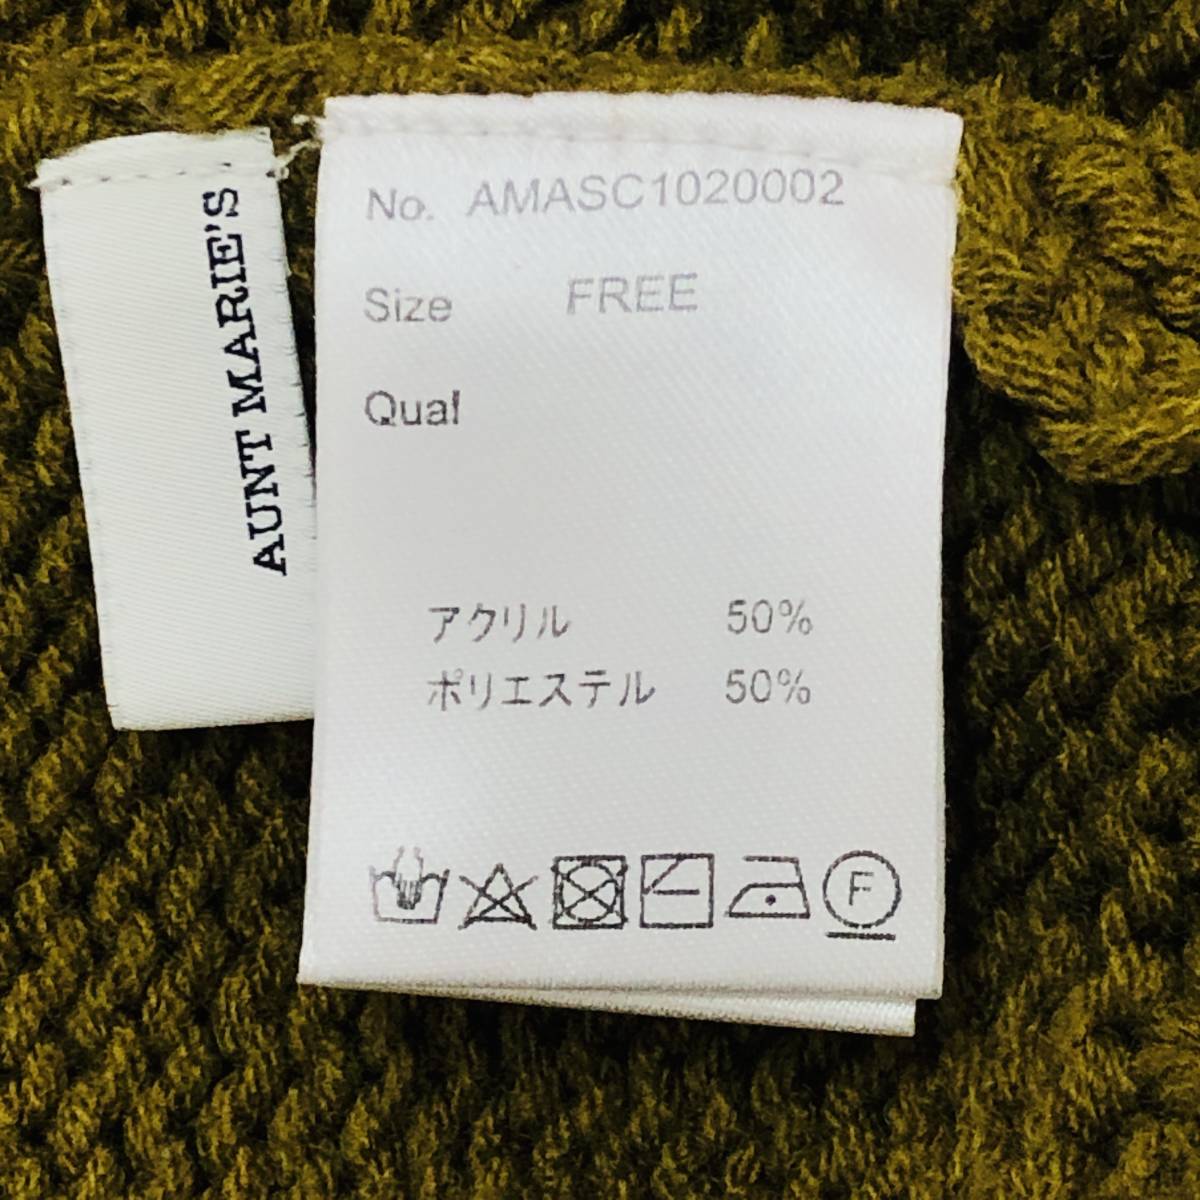 AUNT MARIE'S
No. AMASC1020002
Size FREE
Qual
アクリル 50%
ポリエステル 50%
F